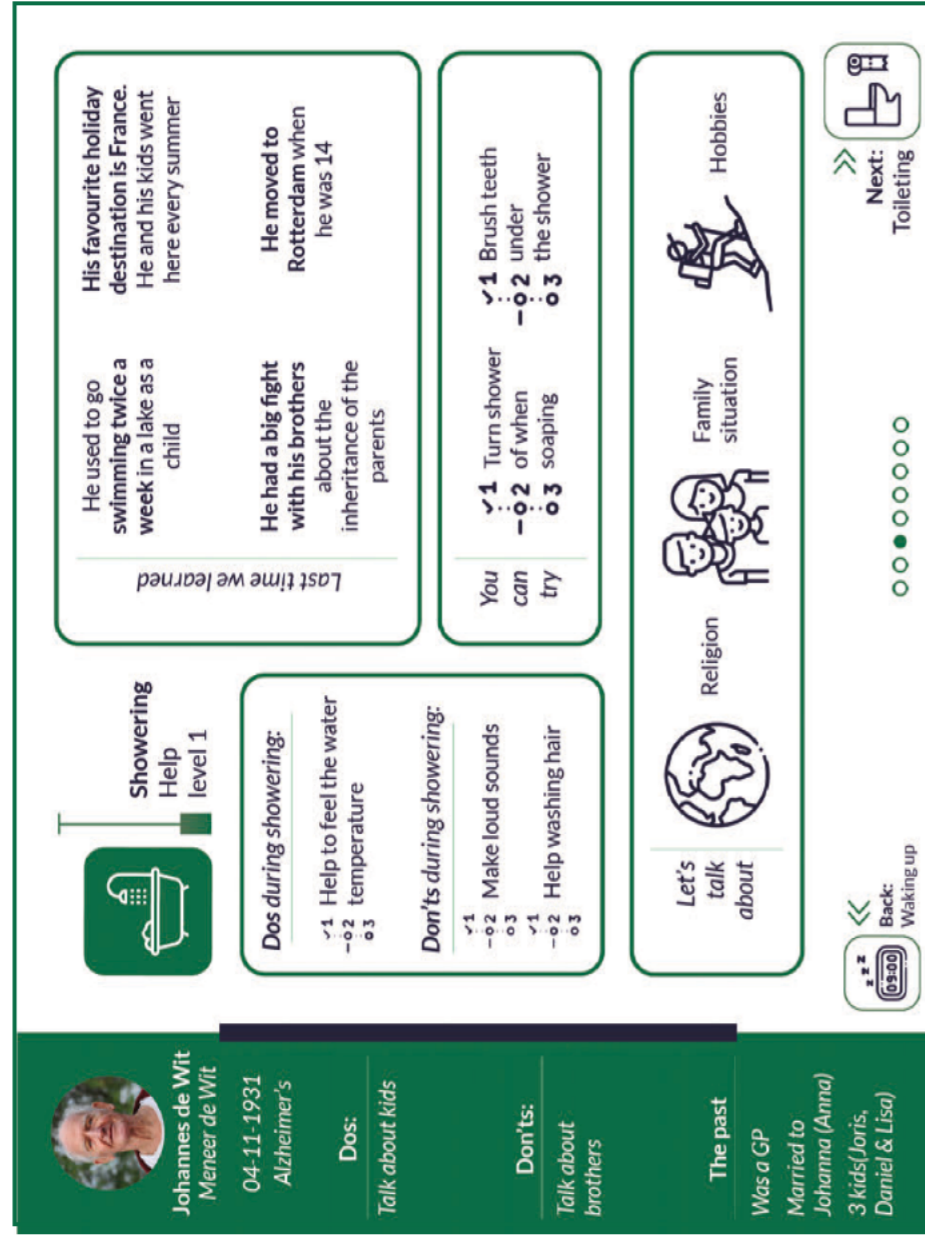 Johannes de Wit
Meneer de Wit
04-11-1931
Alzheimer's
Dos:
Talk about kids
Don'ts:
Talk about
brothers
The past
Was a GP
Married to
Johanna (Anna)
3 kids(Joris,
Daniel & Lisa)
Showering
Help
level 1
Dos during showering:
1
2
3
Help to feel the water
temperature
Don'ts during showering:
1
2
3
Make loud sounds
1
2
3
Help washing hair
Last time we learned
He used to go
swimming twice a
week in a lake as a
child
His favourite holiday
destination is France.
He and his kids went
here every summer
He had a big fight
with his brothers
about the
inheritance of the
parents
He moved to
Rotterdam when
he was 14
You
can
try
1
2
3
Turn shower
of when
soaping
1
2
3
Brush teeth
under
the shower
Let's
talk
about
Religion
Family
situation
Hobbies
z z z
09:00
Back:
Waking up
Next:
Toileting